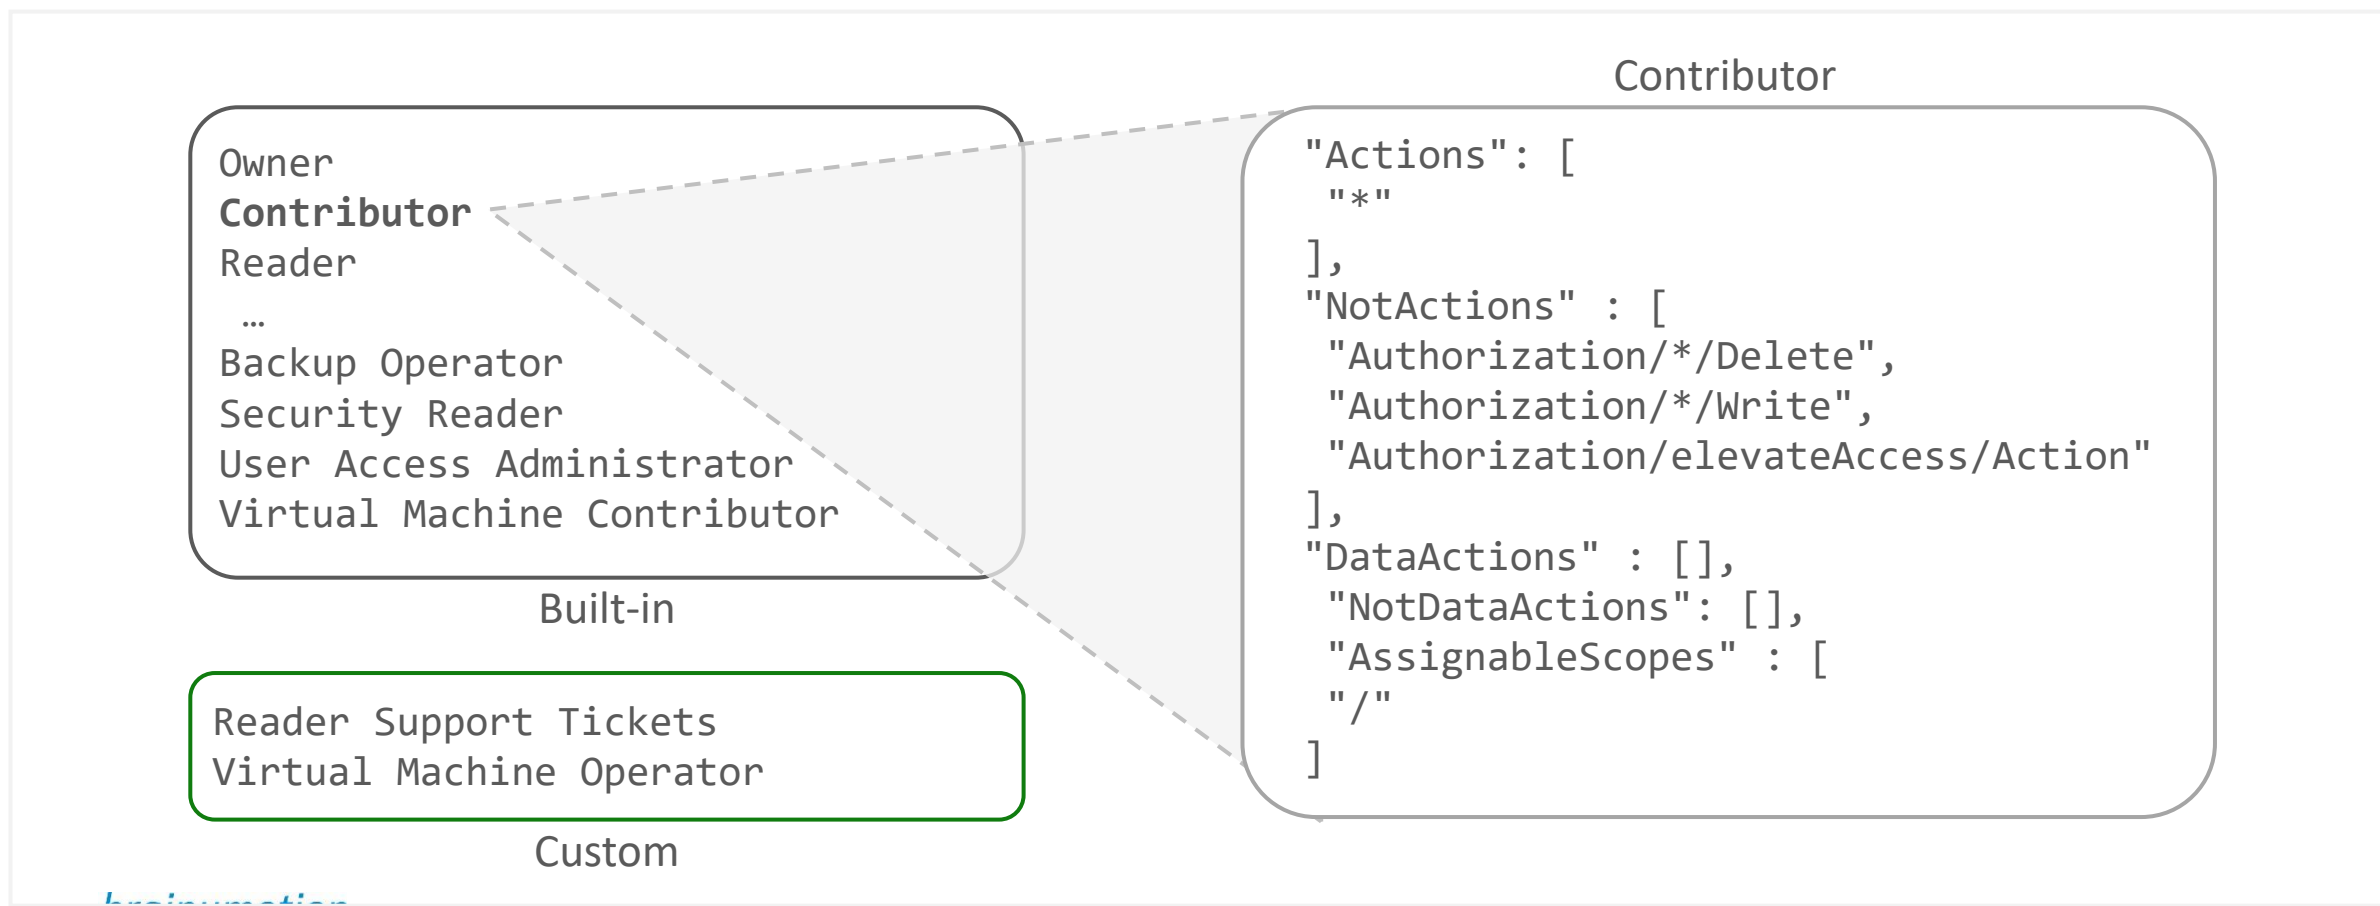 Owner
Contributor
Reader
…
Backup Operator
Security Reader
User Access Administrator
Virtual Machine Contributor
Built-in
Reader Support Tickets
Virtual Machine Operator
Custom
Contributor
"Actions": [
"*"
],
"NotActions" : [
"Authorization/*/Delete",
"Authorization/*/Write",
"Authorization/elevateAccess/Action"
],
"DataActions" : [],
"NotDataActions": [],
"AssignableScopes" : [
"/"
]